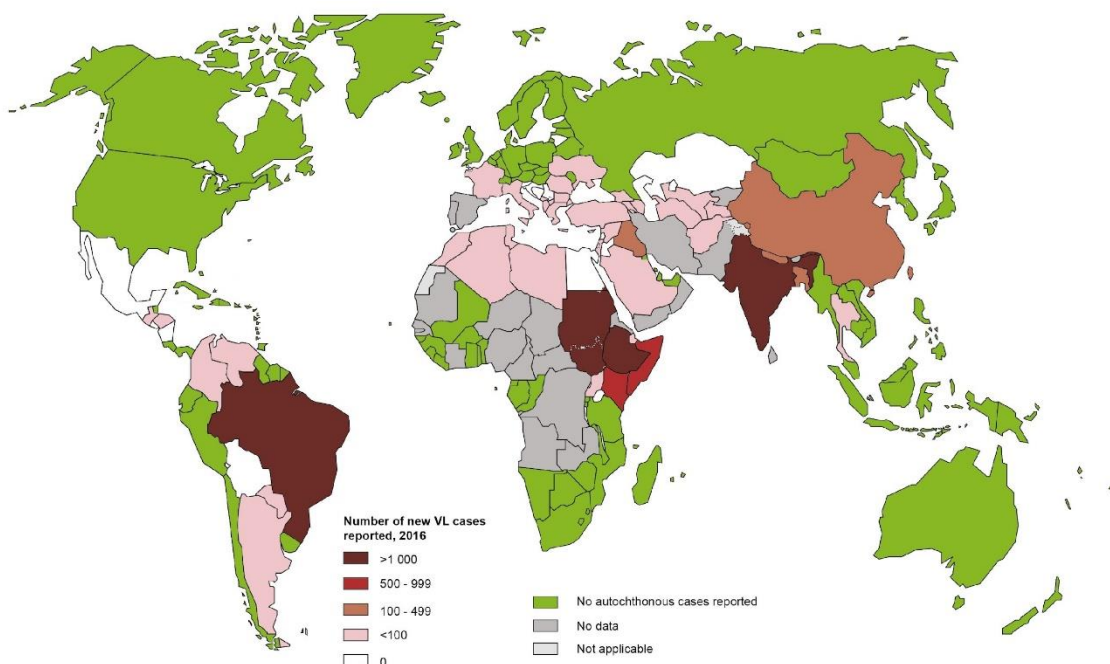 Number of new VL cases
reported, 2016
>1 000
500 - 999
100 - 499
<100
0
No autochthonous cases reported
No data
Not applicable